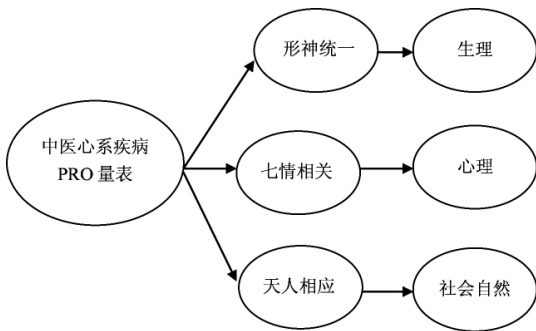 形神统一
生理
中医心系疾病
PRO 量表
七情相关
心理
天人相应
社会自然